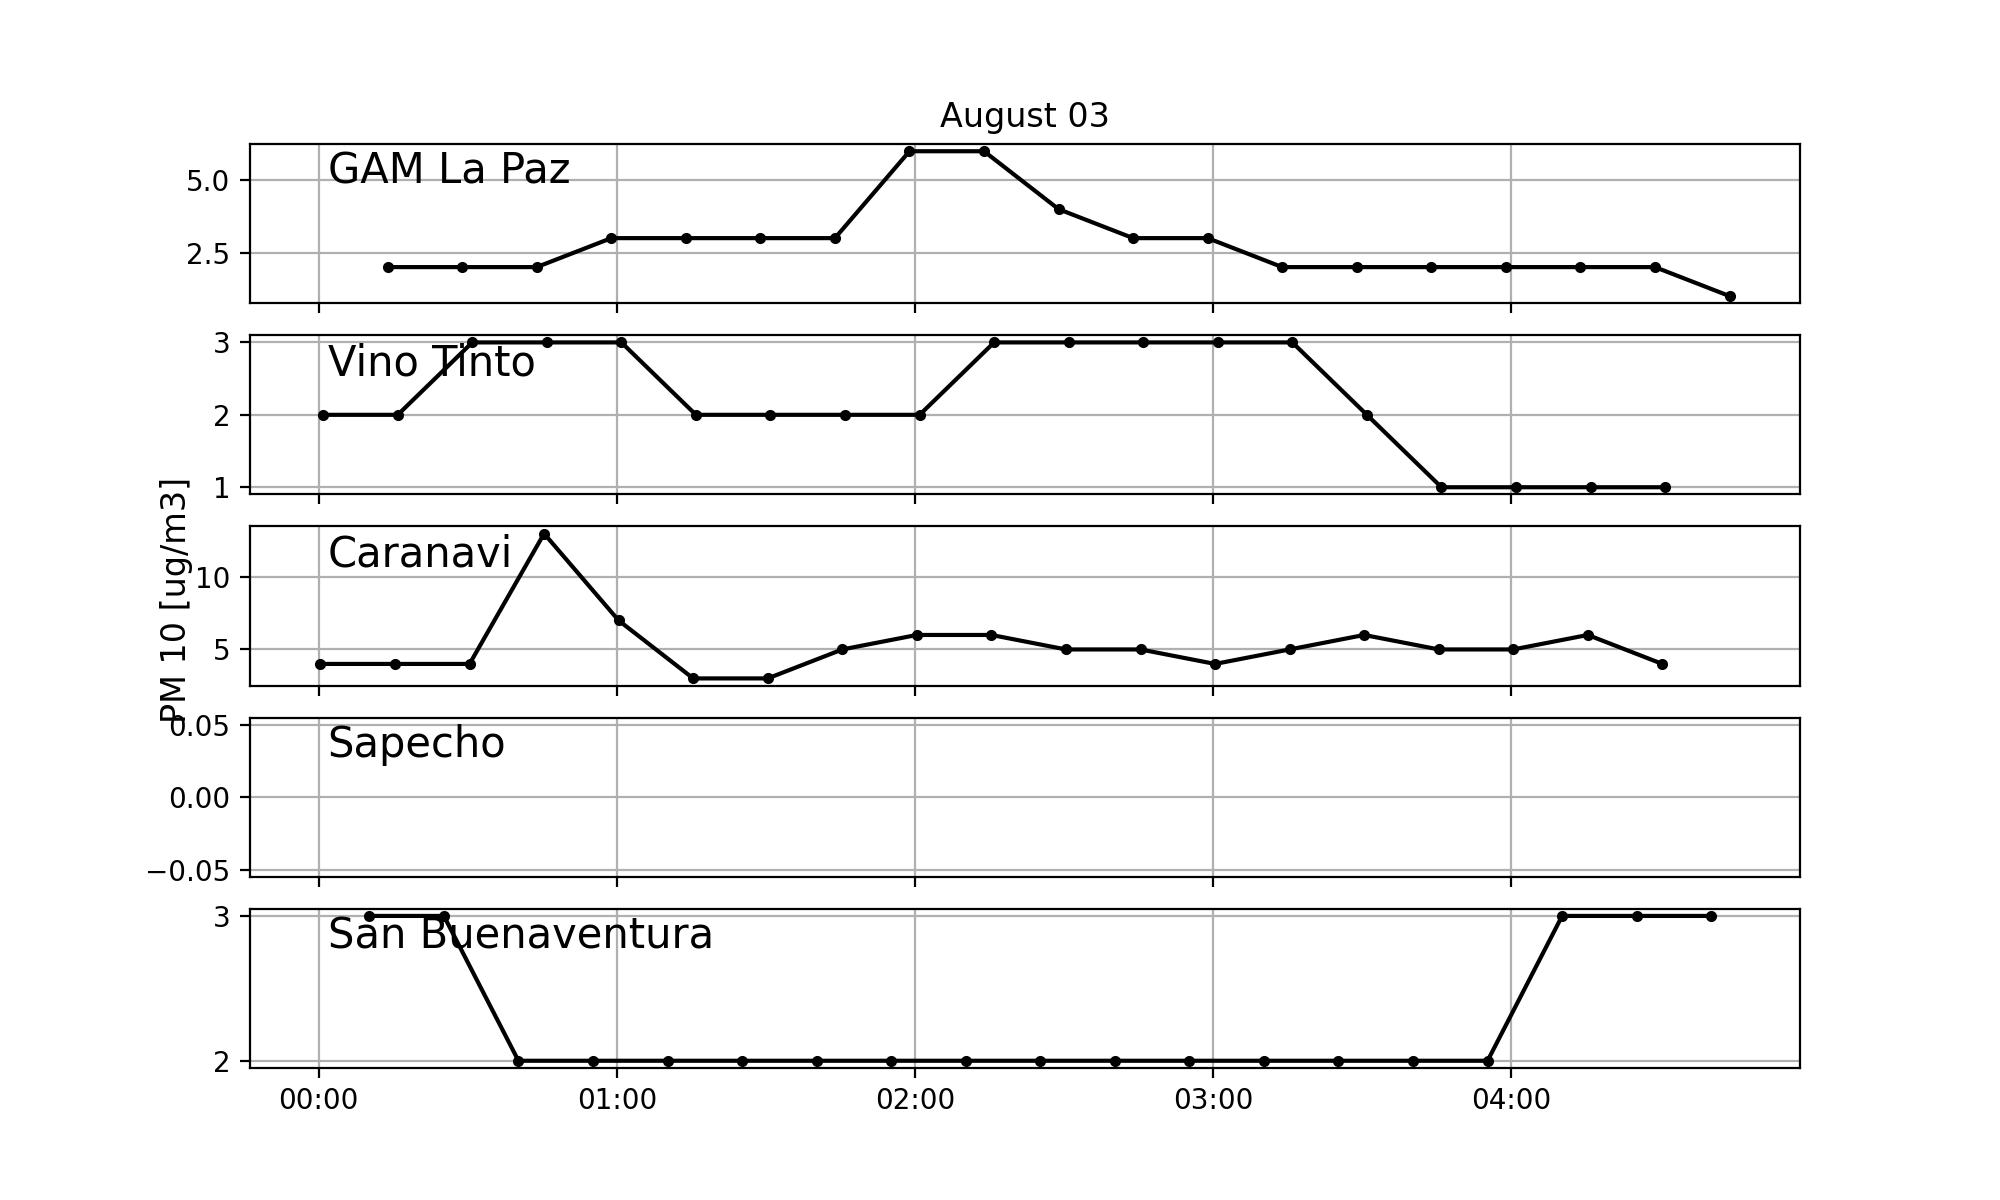 August 03
GAM La Paz
5.0
2.5
Vino Tinto
3
2
1
PM 10 [ug/m3]
Caranavi
10
5
Sapecho
0.05
0.00
−0.05
San Buenaventura
3
2
00:00 01:00 02:00 03:00 04:00